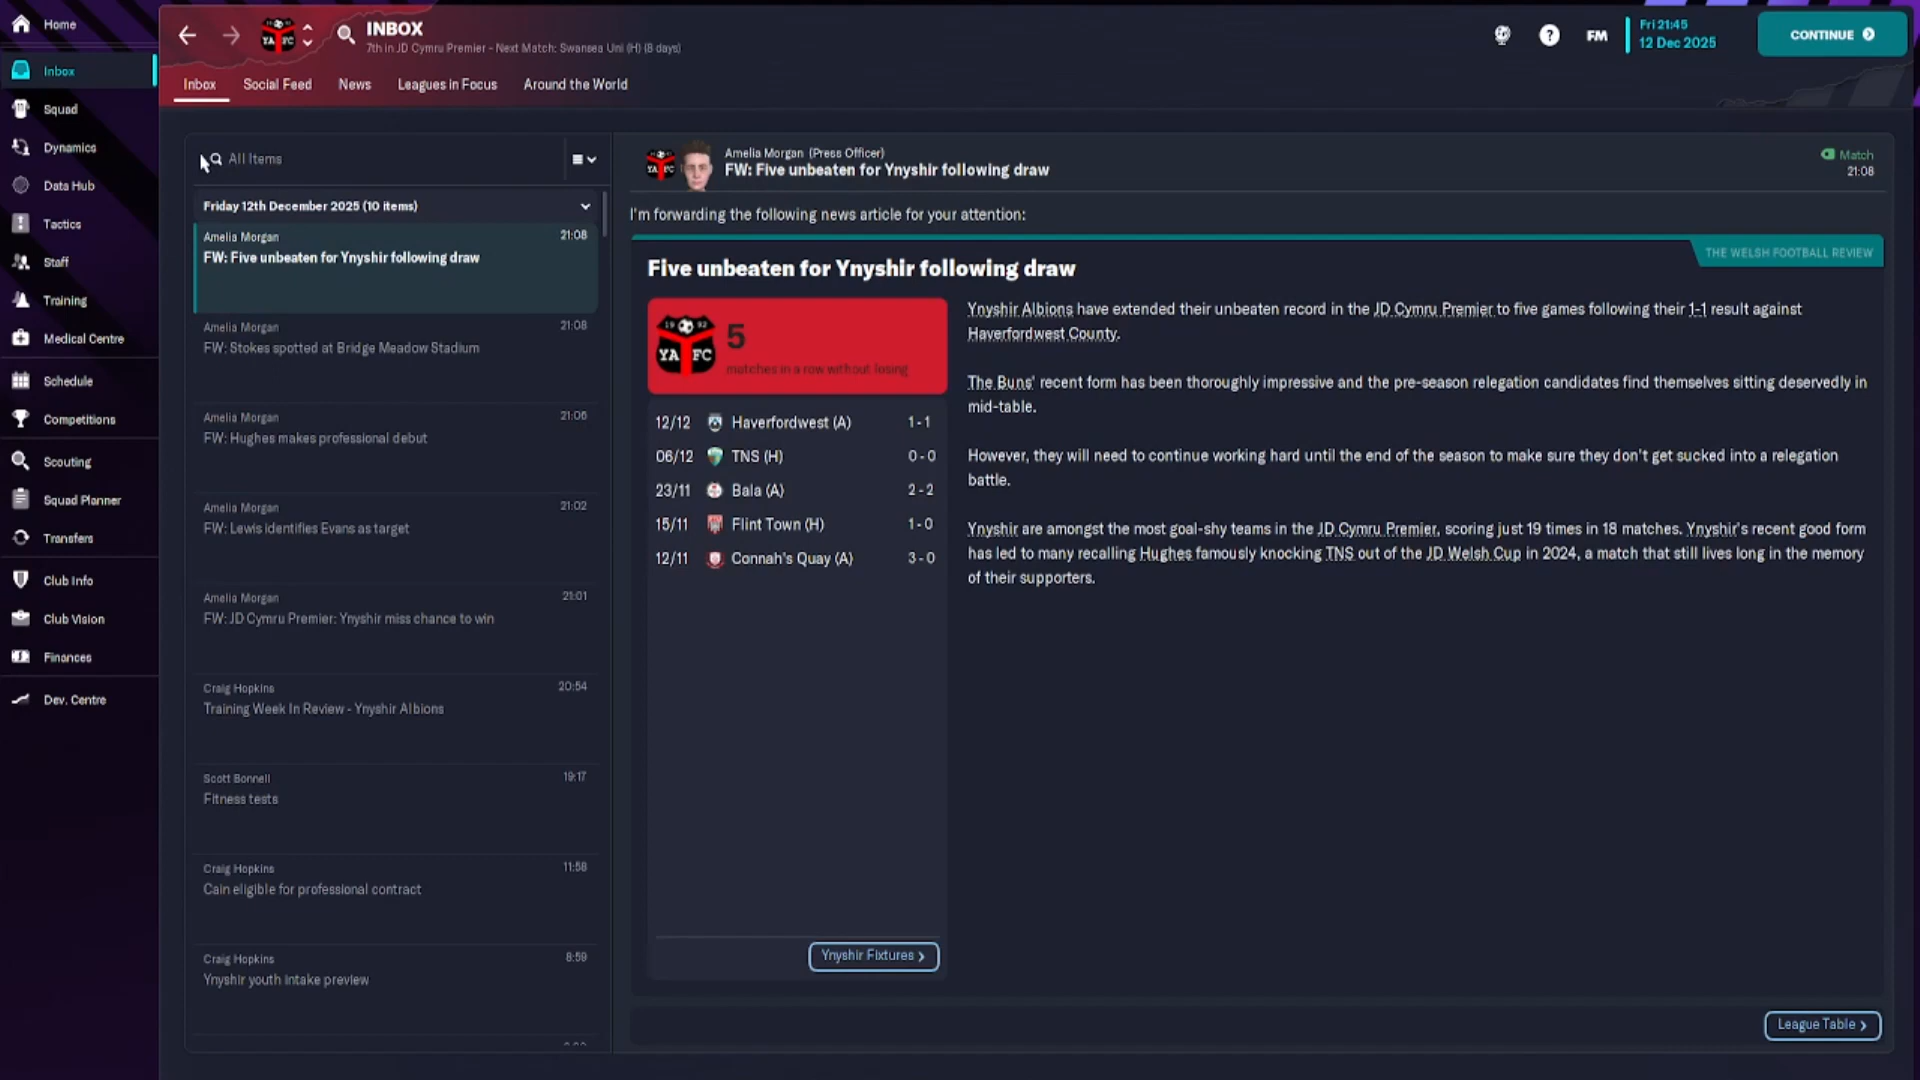 Home
Inbox
Squad
Dynamics
Data Hub
Tactics
Staff
Training
Medical Centre
Schedule
Competitions
Scouting
Squad Planner
Transfers
Club Info
Club Vision
Finances
Dev. Centre
INBOX
7th in JD Cymru Premier - Next Match: Swansea Uni (H) (8 days)
FM
Fri 21:45
12 Dec 2025
CONTINUE
Inbox
Social Feed
News
Leagues in Focus
Around the World
All Items
Friday 12th December 2025 (10 items)
Amelia Morgan
21:08
FW: Five unbeaten for Ynyshir following draw
Amelia Morgan
21:08
FW: Stokes spotted at Bridge Meadow Stadium
Amelia Morgan
21:06
FW: Hughes makes professional debut
Amelia Morgan
21:02
FW: Lewis identifies Evans as target
Amelia Morgan
21:01
FW: JD Cymru Premier: Ynyshir miss chance to win
Craig Hopkins
20:54
Training Week In Review - Ynyshir Albions
Scott Bonnell
19:17
Fitness tests
Craig Hopkins
11:58
Cain eligible for professional contract
Craig Hopkins
8:59
Ynyshir youth intake preview
Amelia Morgan (Press Officer)
FW: Five unbeaten for Ynyshir following draw
Match
21:08
I'm forwarding the following news article for your attention:
THE WELSH FOOTBALL REVIEW
Five unbeaten for Ynyshir following draw
19 92
YA FC
5
matches in a row without losing
12/12 Haverfordwest (A) 1 - 1
06/12 TNS (H) 0 - 0
23/11 Bala (A) 2 - 2
15/11 Flint Town (H) 1 - 0
12/11 Connah's Quay (A) 3 - 0
Ynyshir Fixtures
Ynyshir Albions have extended their unbeaten record in the JD Cymru Premier to five games following their 1-1 result against
Haverfordwest County.
The Buns' recent form has been thoroughly impressive and the pre-season relegation candidates find themselves sitting deservedly in
mid-table.
However, they will need to continue working hard until the end of the season to make sure they don't get sucked into a relegation
battle.
Ynyshir are amongst the most goal-shy teams in the JD Cymru Premier, scoring just 19 times in 18 matches. Ynyshir's recent good form
has led to many recalling Hughes famously knocking TNS out of the JD Welsh Cup in 2024, a match that still lives long in the memory
of their supporters.
League Table